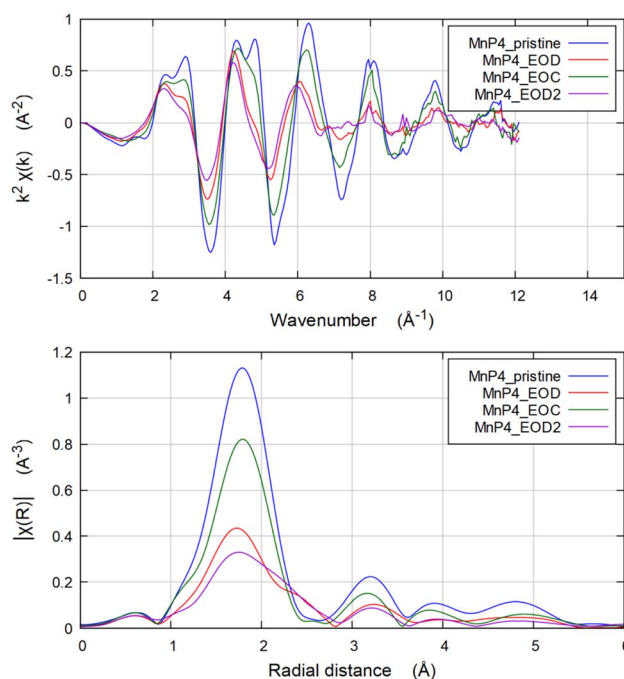 MnP4_pristine
MnP4_EOD
MnP4_EOC
MnP4_EOD2
1
0.5
0
-0.5
-1
-1.5
k² χ(k) (A⁻²)
0 2 4 6 8 10 12 14
Wavenumber (Å⁻¹)
MnP4_pristine
MnP4_EOD
MnP4_EOC
MnP4_EOD2
1.2
1
0.8
0.6
0.4
0.2
0
|χ(R)| (A⁻³)
0 1 2 3 4 5 6
Radial distance (Å)